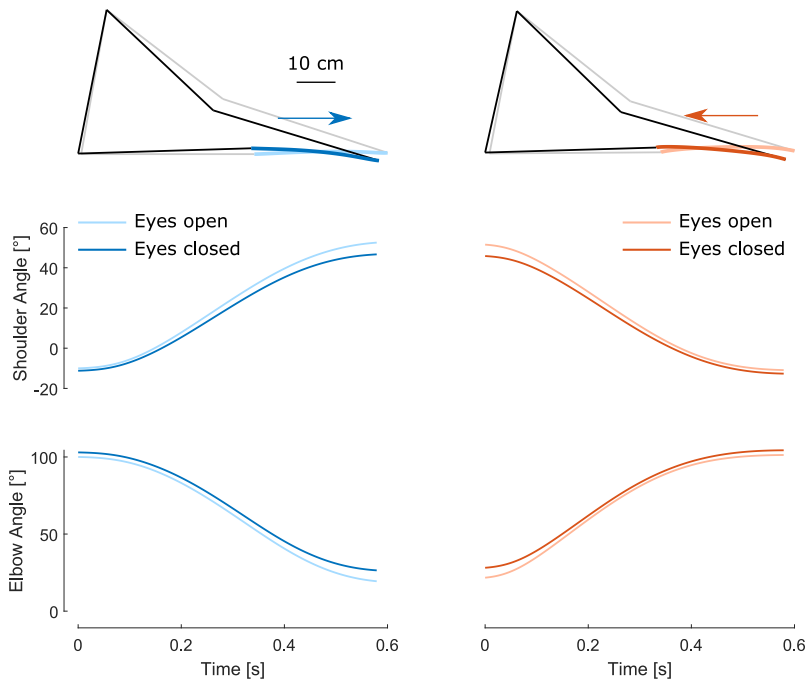 10 cm
Eyes open
Eyes closed
Eyes open
Eyes closed
Shoulder Angle [°]
60
40
20
0
-20
Elbow Angle [°]
100
50
0
0
0.2
0.4
0.6
Time [s]
0
0.2
0.4
0.6
Time [s]